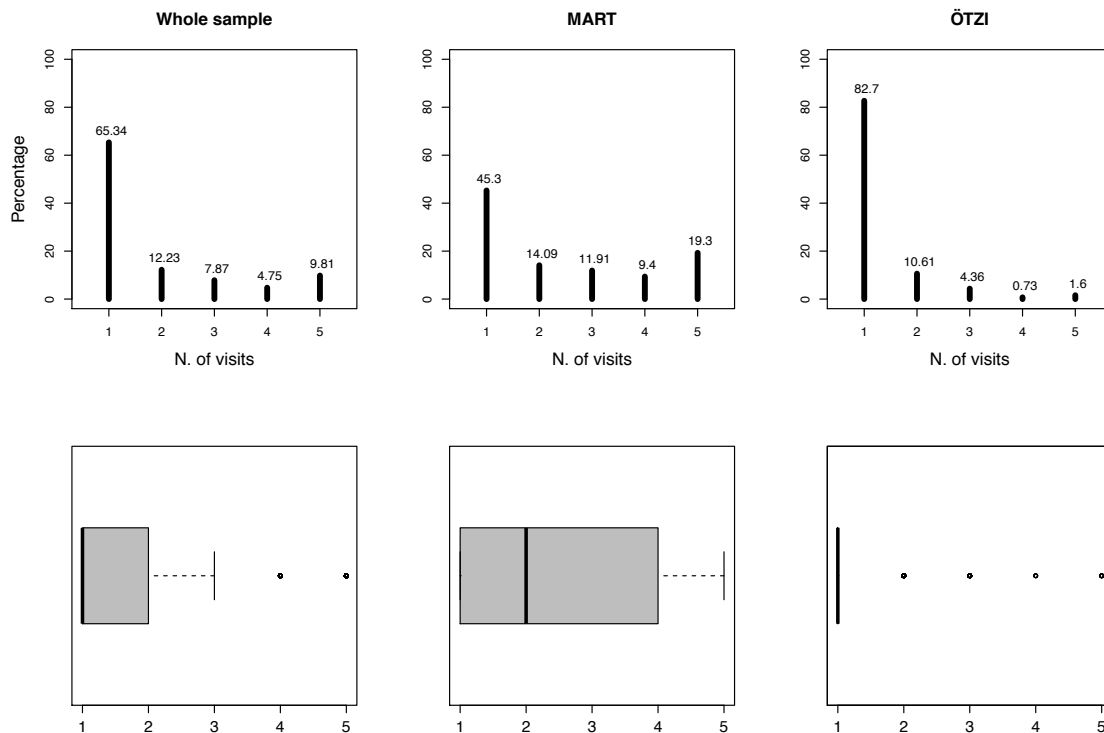 Whole sample
MART
ÖTZI
Percentage
100
80
60
40
20
0
65.34
12.23
7.87
4.75
9.81
1 2 3 4 5
N. of visits
100
80
60
40
20
0
45.3
14.09
11.91
9.4
19.3
1 2 3 4 5
N. of visits
100
80
60
40
20
0
82.7
10.61
4.36
0.73
1.6
1 2 3 4 5
N. of visits
1 2 3 4 5
1 2 3 4 5
1 2 3 4 5